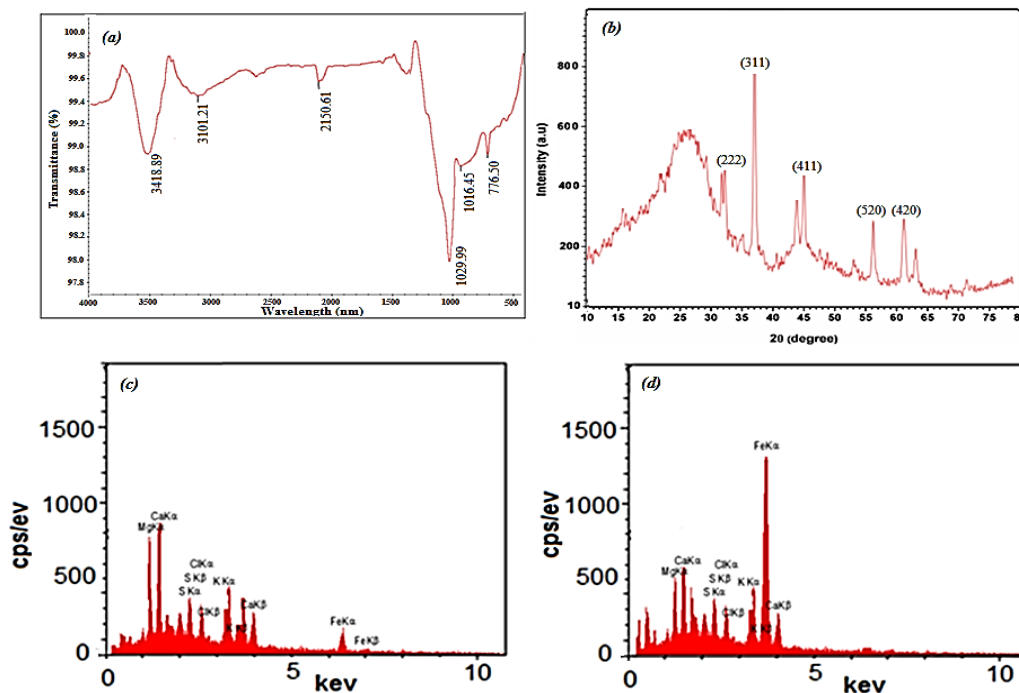 (a)
100.0
99.8
99.6
99.4
99.2
99.0
98.8
98.6
98.4
98.2
98.0
97.8
Transmittance (%)
3418.89
3101.21
2150.61
1029.99
1016.45
776.50
4000 3500 3000 2000 1500 1000 500
Wavelength (nm)
(b)
800
600
400
200
10
Intensity (a.u)
(222)
(311)
(411)
(520)
(420)
10 15 20 25 32 35 40 45 50 55 60 65 70 75 8
2θ (degree)
(c)
1500
1000
500
0
cps/ev
CaKα
ClKα
S Kβ
S Kα
ClKβ
K Kα
CaKβ
FeKα
FeKβ
0 5 10
kev
(d)
1500
1000
500
0
cps/ev
FeKα
CaKα
ClKα
S Kβ
S Kα
ClKβ
K Kα
CaKβ
0 5 10
kev